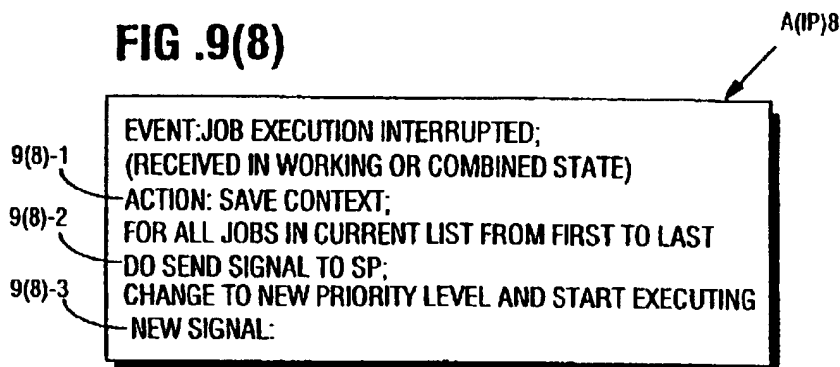 FIG .9(8)
A(IP)8
EVENT:JOB EXECUTION INTERRUPTED;
(RECEIVED IN WORKING OR COMBINED STATE)
9(8)-1
ACTION: SAVE CONTEXT;
9(8)-2
FOR ALL JOBS IN CURRENT LIST FROM FIRST TO LAST
DO SEND SIGNAL TO SP;
9(8)-3
CHANGE TO NEW PRIORITY LEVEL AND START EXECUTING
NEW SIGNAL: